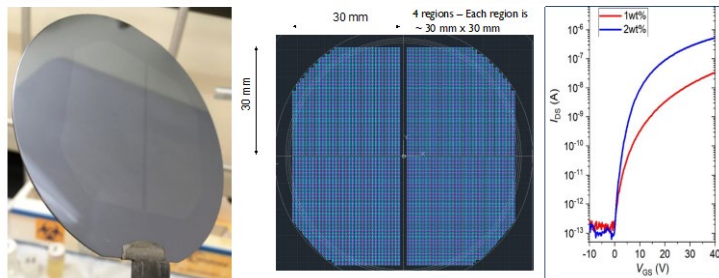 30 mm
4 regions – Each region is
~ 30 mm x 30 mm
30 mm
1wt%
2wt%
I_DS (A)
10^-6
10^-7
10^-8
10^-9
10^-10
10^-11
10^-12
10^-13
-10 0 10 20 30 40
V_GS (V)